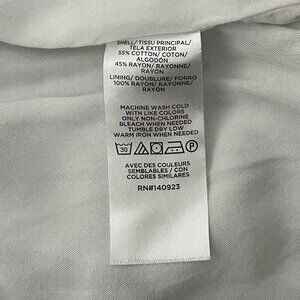 SHELL/ TISSU PRINCIPAL/
TELA EXTERIOR
55% COTTON/ COTON/
ALGODÓN
45% RAYON/ RAYONNE/
RAYÓN
LINING/ DOUBLURE/ FORRO
100% RAYON/ RAYONNE/
RAYÓN
MACHINE WASH COLD
WITH LIKE COLORS
ONLY NON-CHLORINE
BLEACH WHEN NEEDED
TUMBLE DRY LOW
WARM IRON WHEN NEEDED
30
AVEC DES COULEURS
SEMBLABLES / CON
COLORES SIMILARES
RN#140923